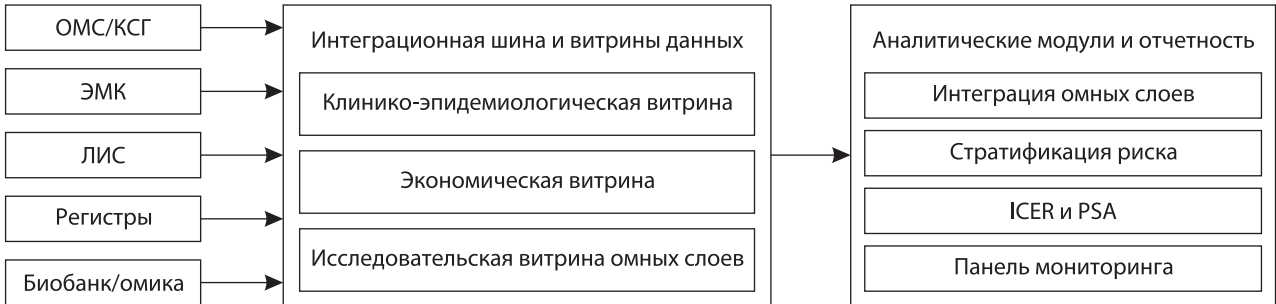 ОМС/КСГ
ЭМК
ЛИС
Регистры
Биобанк/омика
Интеграционная шина и витрины данных
Клинико-эпидемиологическая витрина
Экономическая витрина
Исследовательская витрина омных слоев
Аналитические модули и отчетность
Интеграция омных слоев
Стратификация риска
ICER и PSA
Панель мониторинга